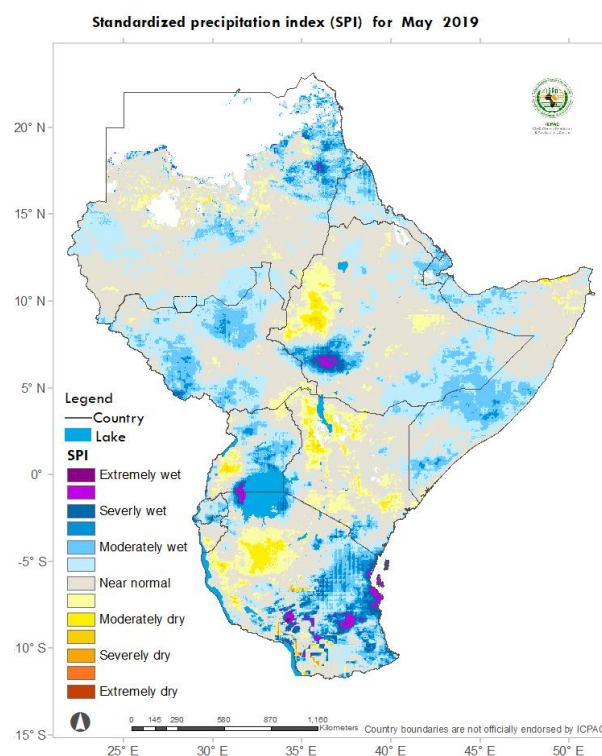 Standardized precipitation index (SPI) for May 2019
ICPAC
20° N
15° N
10° N
5° N
0°
-5° S
10° S
15° S
25° E
30° E
35° E
40° E
45° E
50° E
Legend
Country
Lake
SPI
Extremely wet
Severly wet
Moderately wet
Near normal
Moderately dry
Severely dry
Extremely dry
0 145 290 580 870 1,160
Kilometers
Country boundaries are not officially endorsed by ICPAC